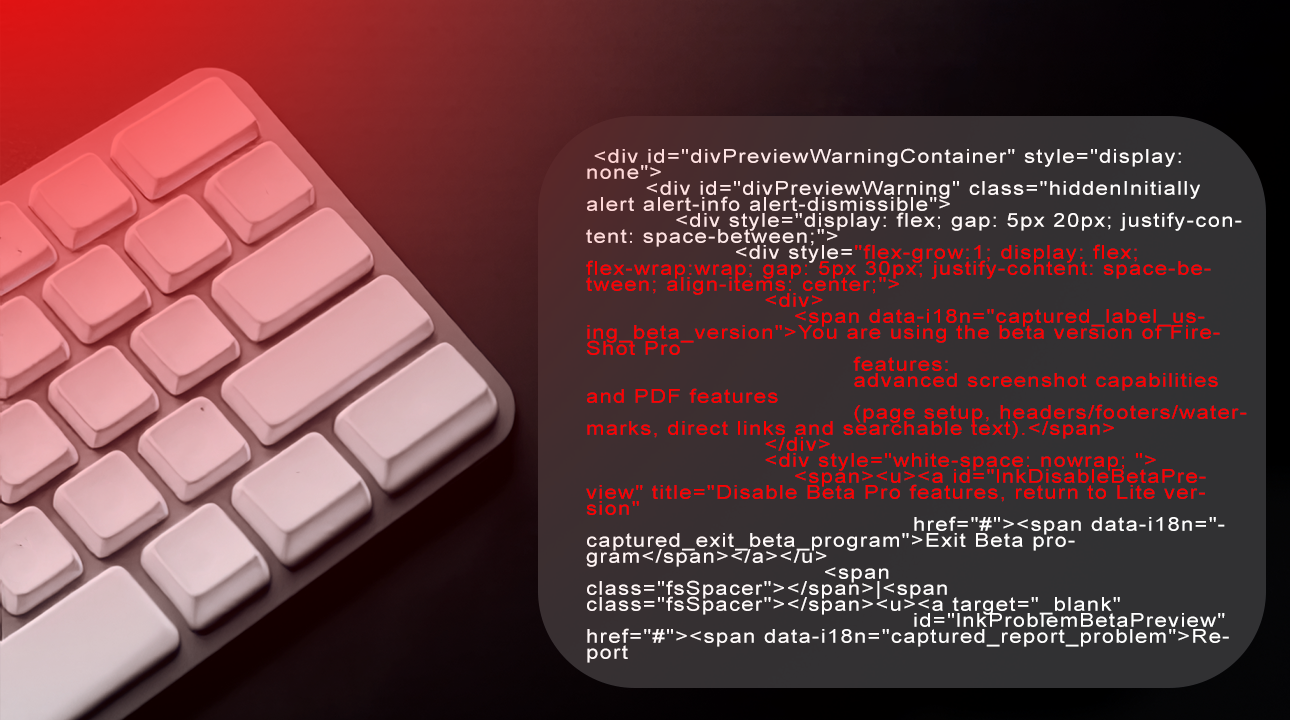 <div id="divPreviewWarningContainer" style="display:
none">
<div id="divPreviewWarning" class="hiddenInitially
alert alert-info alert-dismissible">
<div style="display: flex; gap: 5px 20px; justify-con-
tent: space-between;">
<div style="flex-grow:1; display: flex;
flex-wrap:wrap; gap: 5px 30px; justify-content: space-be-
tween; align-items: center;">
<div>
<span data-i18n="captured_label_us-
ing_beta_version">You are using the beta version of Fire-
Shot Pro
features:
advanced screenshot capabilities
and PDF features
(page setup, headers/footers/water-
marks, direct links and searchable text).</span>
</div>
<div style="white-space: nowrap; ">
<span><u><a id="lnkDisableBetaPre-
view" title="Disable Beta Pro features, return to Lite ver-
sion"
href="#"><span data-i18n="-
captured_exit_beta_program">Exit Beta pro-
gram</span></a></u>
<span
class="fsSpacer"></span>|<span
class="fsSpacer"></span><u><a target="_blank"
id="lnkProblemBetaPreview"
href="#"><span data-i18n="captured_report_problem">Re-
port